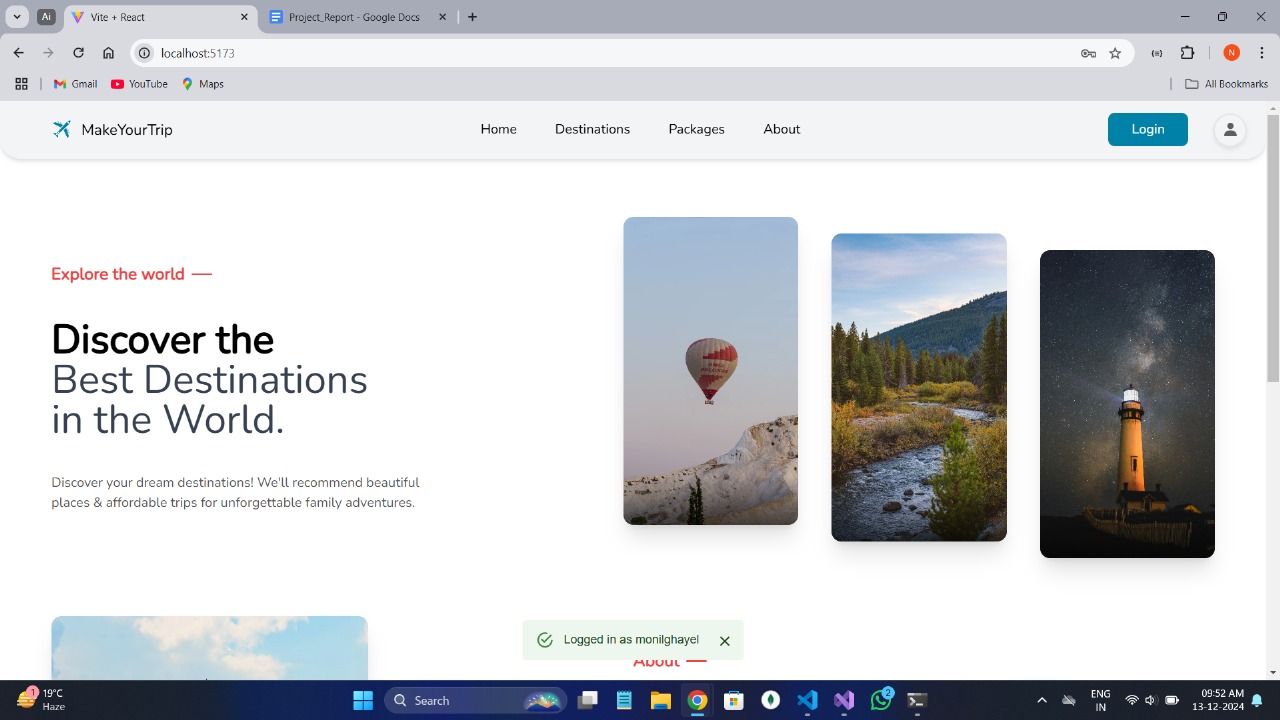 Ai
Vite + React
Project_Report - Google Docs
localhost:5173
N
Gmail
YouTube
Maps
All Bookmarks
MakeYourTrip
Home
Destinations
Packages
About
Login
Explore the world
Discover the
Best Destinations
in the World.
Discover your dream destinations! We'll recommend beautiful
places & affordable trips for unforgettable family adventures.
Logged in as monilghayel
About
1
19°C
Haze
Search
2
ENG
IN
09:52 AM
13-12-2024